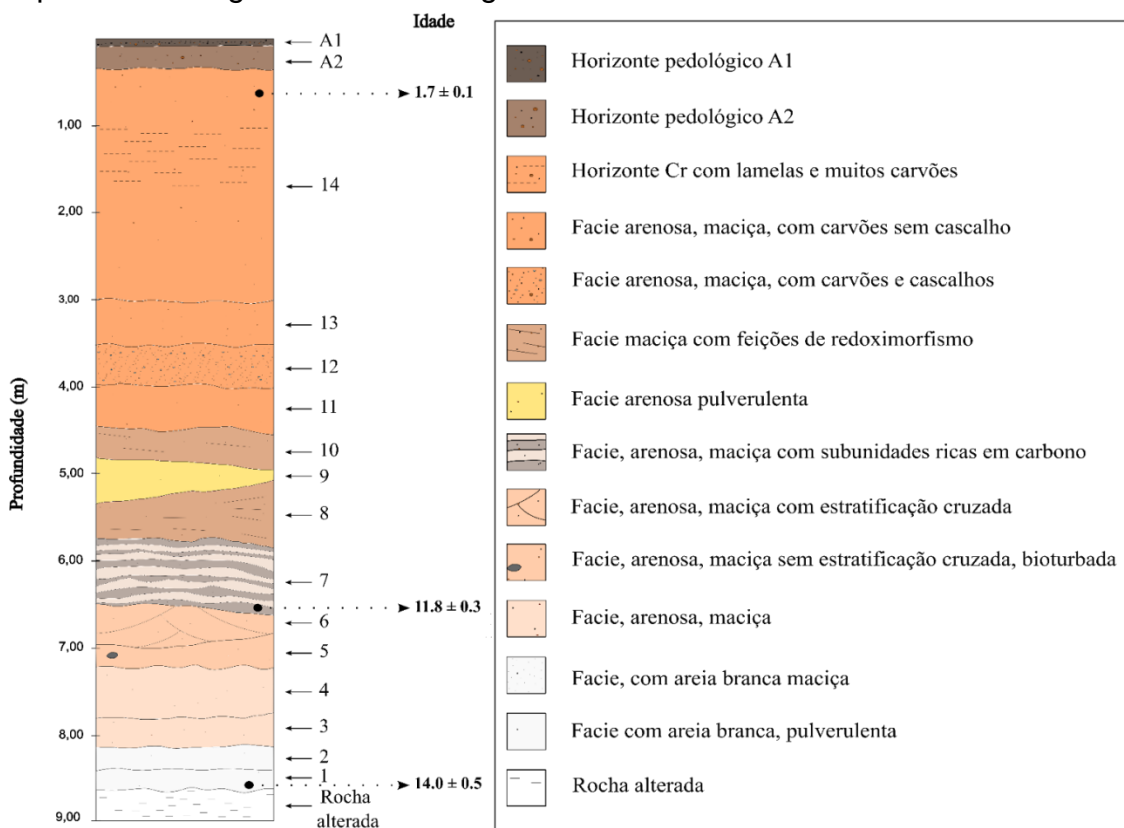 Idade
A1
A2
1.7 ± 0.1
1,00
14
2,00
3,00
13
12
4,00
11
10
5,00
9
8
6,00
7
11.8 ± 0.3
6
7,00
5
4
3
8,00
2
1
14.0 ± 0.5
Rocha
alterada
9,00
Profundidade (m)
Horizonte pedológico A1
Horizonte pedológico A2
Horizonte Cr com lamelas e muitos carvões
Facie arenosa, maciça, com carvões sem cascalho
Facie arenosa, maciça, com carvões e cascalhos
Facie maciça com feições de redoximorfismo
Facie arenosa pulverulenta
Facie, arenosa, maciça com subunidades ricas em carbono
Facie, arenosa, maciça com estratificação cruzada
Facie, arenosa, maciça sem estratificação cruzada, bioturbada
Facie, arenosa, maciça
Facie, com areia branca maciça
Facie com areia branca, pulverulenta
Rocha alterada